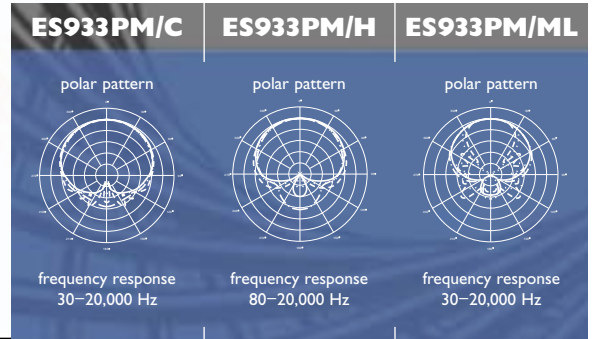 ES933PM/C
polar pattern
frequency response
30–20,000 Hz
ES933PM/H
polar pattern
frequency response
80–20,000 Hz
ES933PM/ML
polar pattern
frequency response
30–20,000 Hz